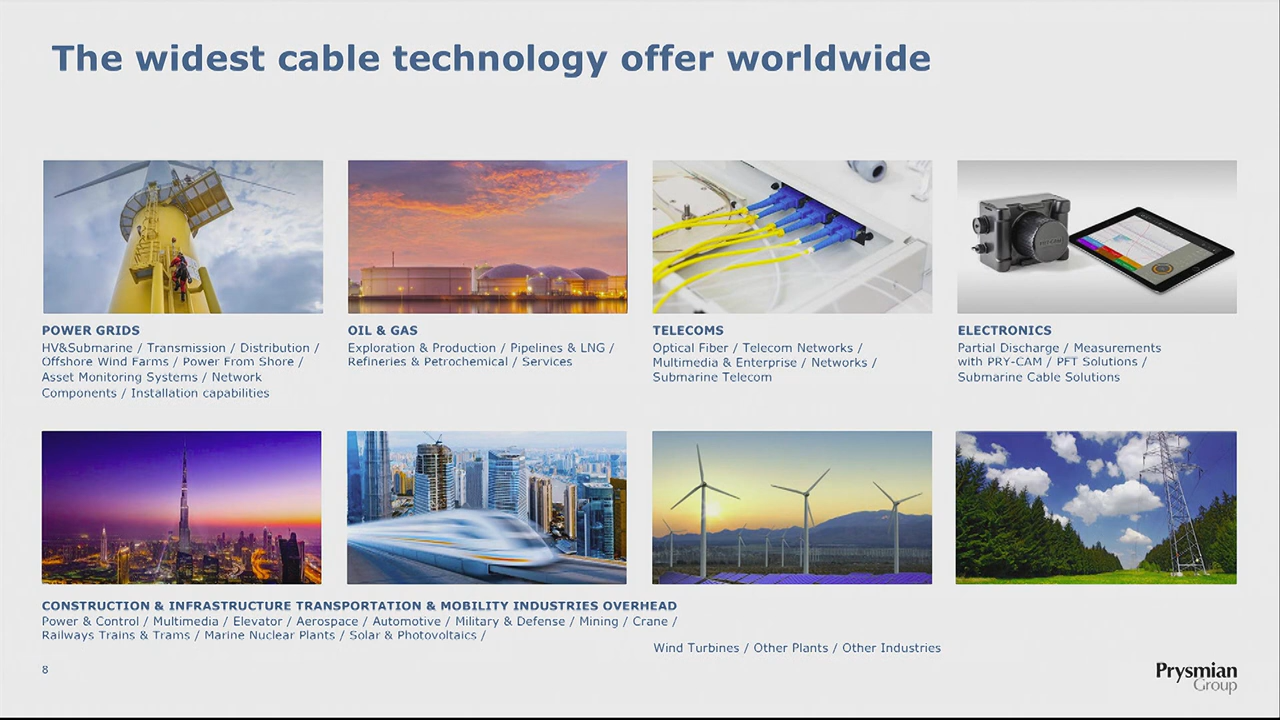 The widest cable technology offer worldwide
POWER GRIDS
HV&Submarine / Transmission / Distribution /
Offshore Wind Farms / Power From Shore /
Asset Monitoring Systems / Network
Components / Installation capabilities
OIL & GAS
Exploration & Production / Pipelines & LNG /
Refineries & Petrochemical / Services
TELECOMS
Optical Fiber / Telecom Networks /
Multimedia & Enterprise / Networks /
Submarine Telecom
ELECTRONICS
Partial Discharge / Measurements
with PRY-CAM / PFT Solutions /
Submarine Cable Solutions
CONSTRUCTION & INFRASTRUCTURE TRANSPORTATION & MOBILITY INDUSTRIES OVERHEAD
Power & Control / Multimedia / Elevator / Aerospace / Automotive / Military & Defense / Mining / Crane /
Railways Trains & Trams / Marine Nuclear Plants / Solar & Photovoltaics /
Wind Turbines / Other Plants / Other Industries
8
Prysmian
Group